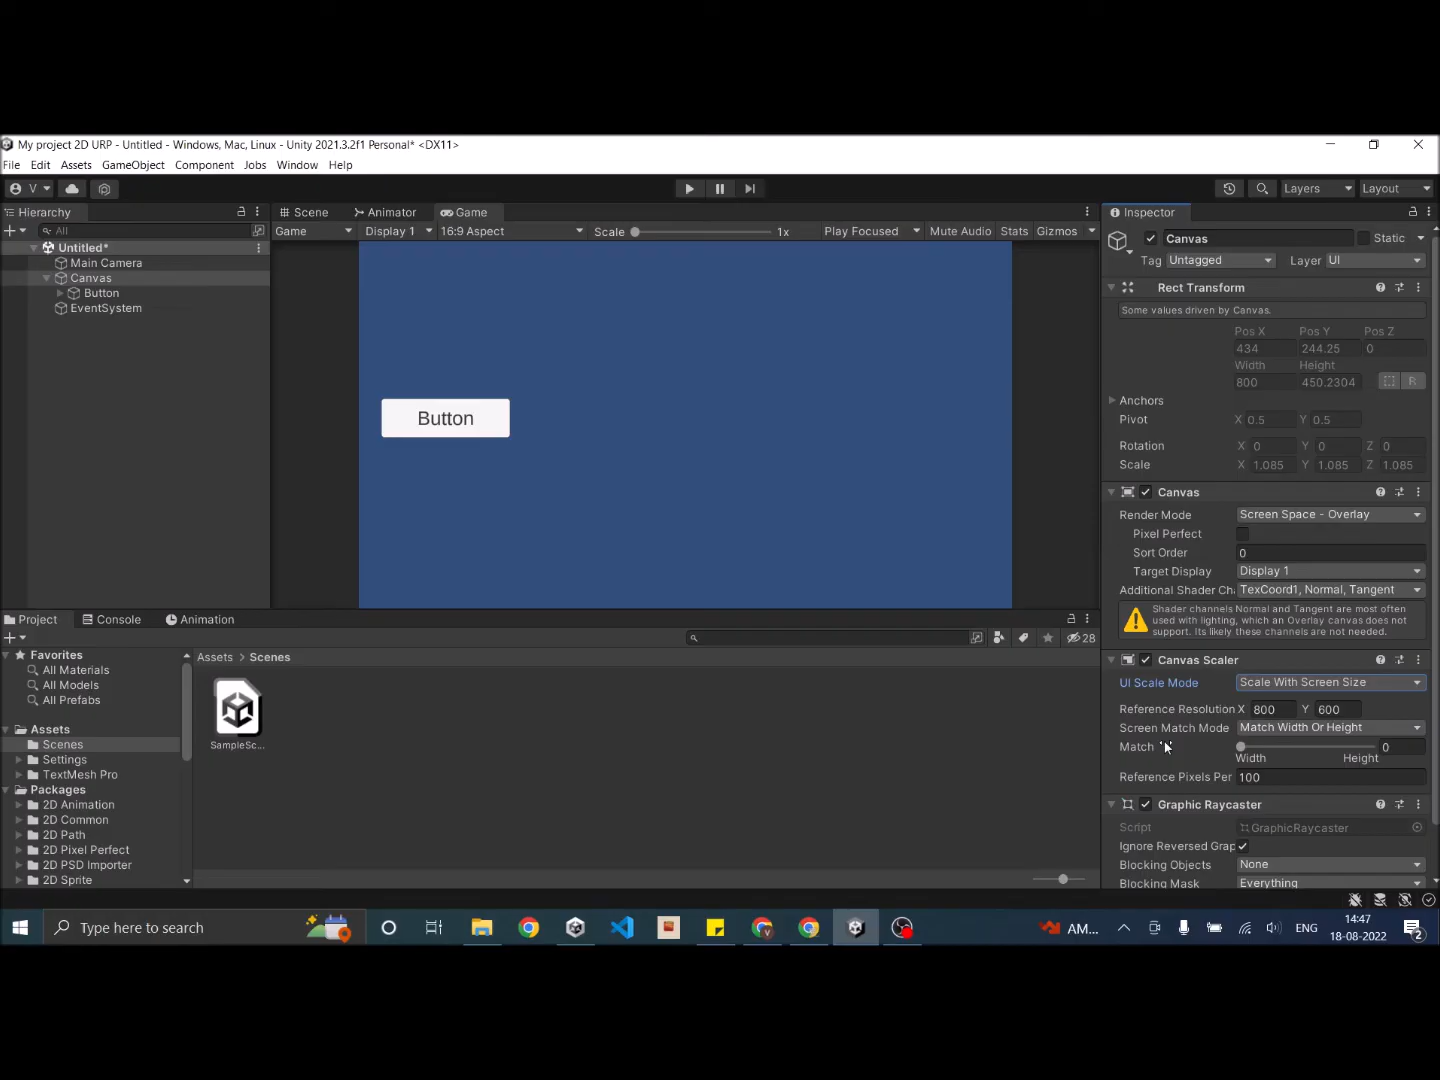 My project 2D URP - Untitled - Windows, Mac, Linux - Unity 2021.3.2f1 Personal* <DX11>
File Edit Assets GameObject Component Jobs Window Help
V
Layers
Layout
Hierarchy
All
Untitled*
Main Camera
Canvas
Button
EventSystem
Scene Animator Game
Game Display 1 16:9 Aspect Scale 1x Play Focused Mute Audio Stats Gizmos
Button
Inspector
Canvas Static
Tag Untagged Layer UI
Rect Transform
Some values driven by Canvas.
Pos X Pos Y Pos Z
434 244.25 0
Width Height
800 450.2304 R
Anchors
Pivot X 0.5 Y 0.5
Rotation X 0 Y 0 Z 0
Scale X 1.085 Y 1.085 Z 1.085
Canvas
Render Mode Screen Space - Overlay
Pixel Perfect
Sort Order 0
Target Display Display 1
Additional Shader Ch TexCoord1, Normal, Tangent
Shader channels Normal and Tangent are most often
used with lighting, which an Overlay canvas does not
support. Its likely these channels are not needed.
Canvas Scaler
UI Scale Mode Scale With Screen Size
Reference Resolution X 800 Y 600
Screen Match Mode Match Width Or Height
Match 0
Width Height
Reference Pixels Per 100
Graphic Raycaster
Script GraphicRaycaster
Ignore Reversed Grap
Blocking Objects None
Blocking Mask Everything
Project Console Animation
28
Favorites
All Materials
All Models
All Prefabs
Assets
Scenes
Settings
TextMesh Pro
Packages
2D Animation
2D Common
2D Path
2D Pixel Perfect
2D PSD Importer
2D Sprite
Assets > Scenes
SampleSc...
Type here to search
AM...
ENG
14:47
18-08-2022
2